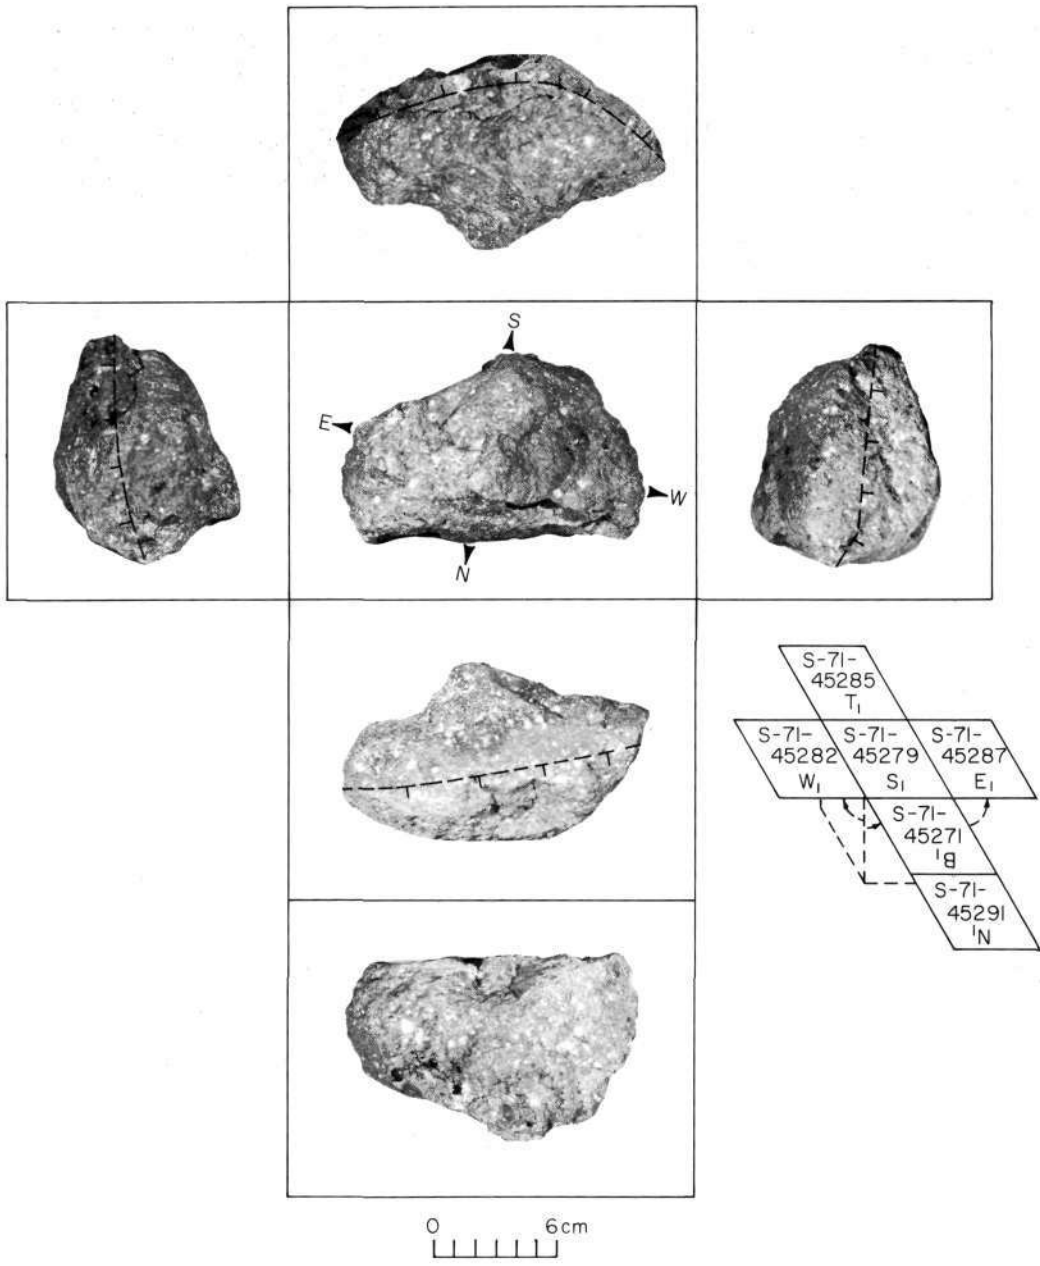 S
E
W
N
S-71-
45285
T₁
S-71-
45282
W₁
S-71-
45279
S₁
S-71-
45287
E₁
S-71-
45271
B₁
S-71-
45291
N₁
0 6cm